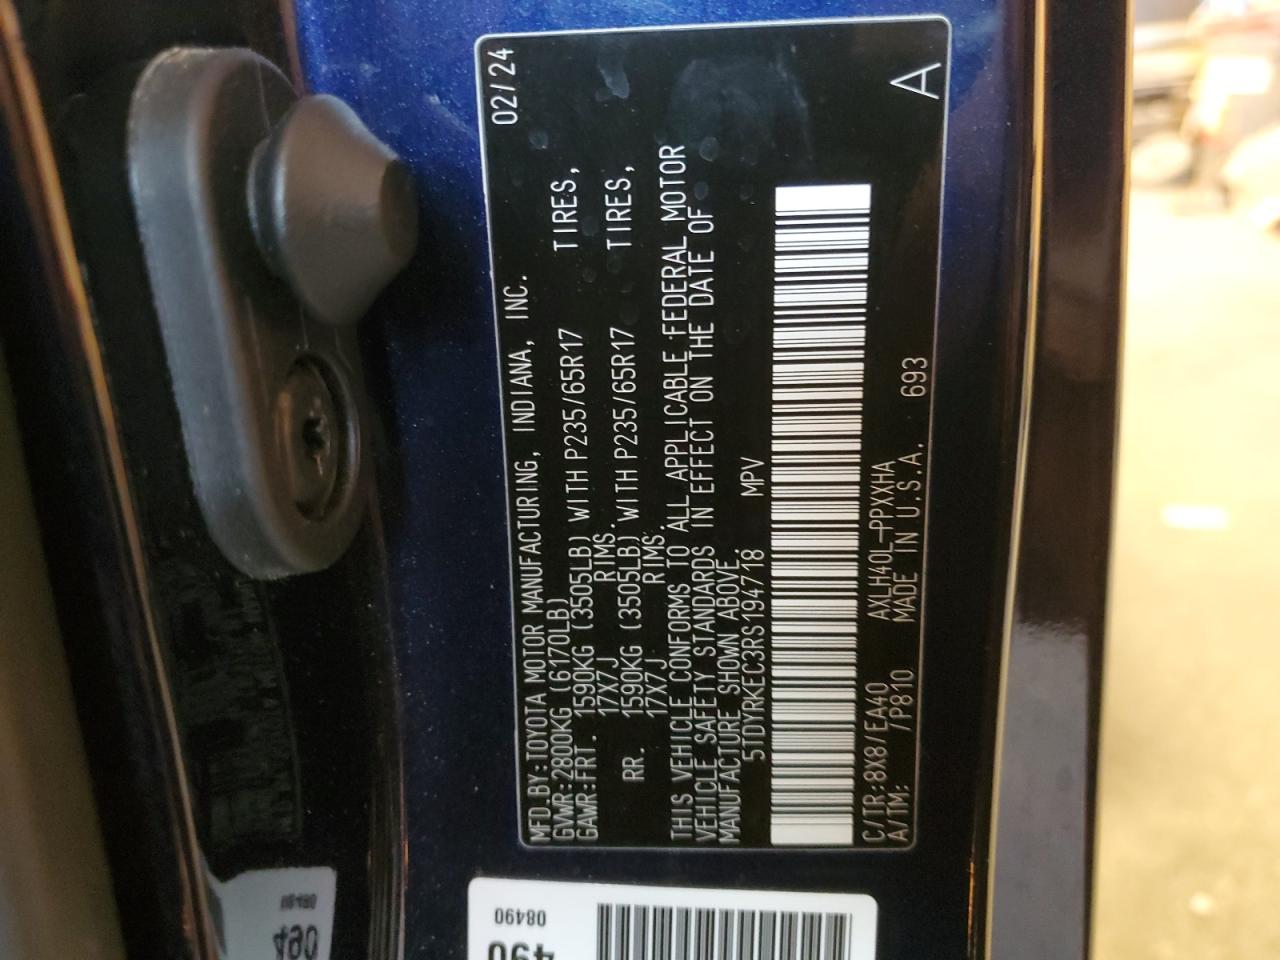 02/24
MFD.BY:TOYOTA MOTOR MANUFACTURING, INDIANA, INC.
GVWR:2800KG (6170LB)
GAWR:FRT. 1590KG (3505LB) WITH P235/65R17 TIRES,
17X7J RIMS.
RR. 1590KG (3505LB) WITH P235/65R17 TIRES,
17X7J RIMS.
THIS VEHICLE CONFORMS TO ALL APPLICABLE FEDERAL MOTOR
VEHICLE SAFETY STANDARDS IN EFFECT ON THE DATE OF
MANUFACTURE SHOWN ABOVE.
5TDYRKEC3RS194718 MPV
C/TR:8X8/EA40 AXLH40L-PPXXHA
A/TM: /P810 MADE IN U.S.A. 693
A
08490
490